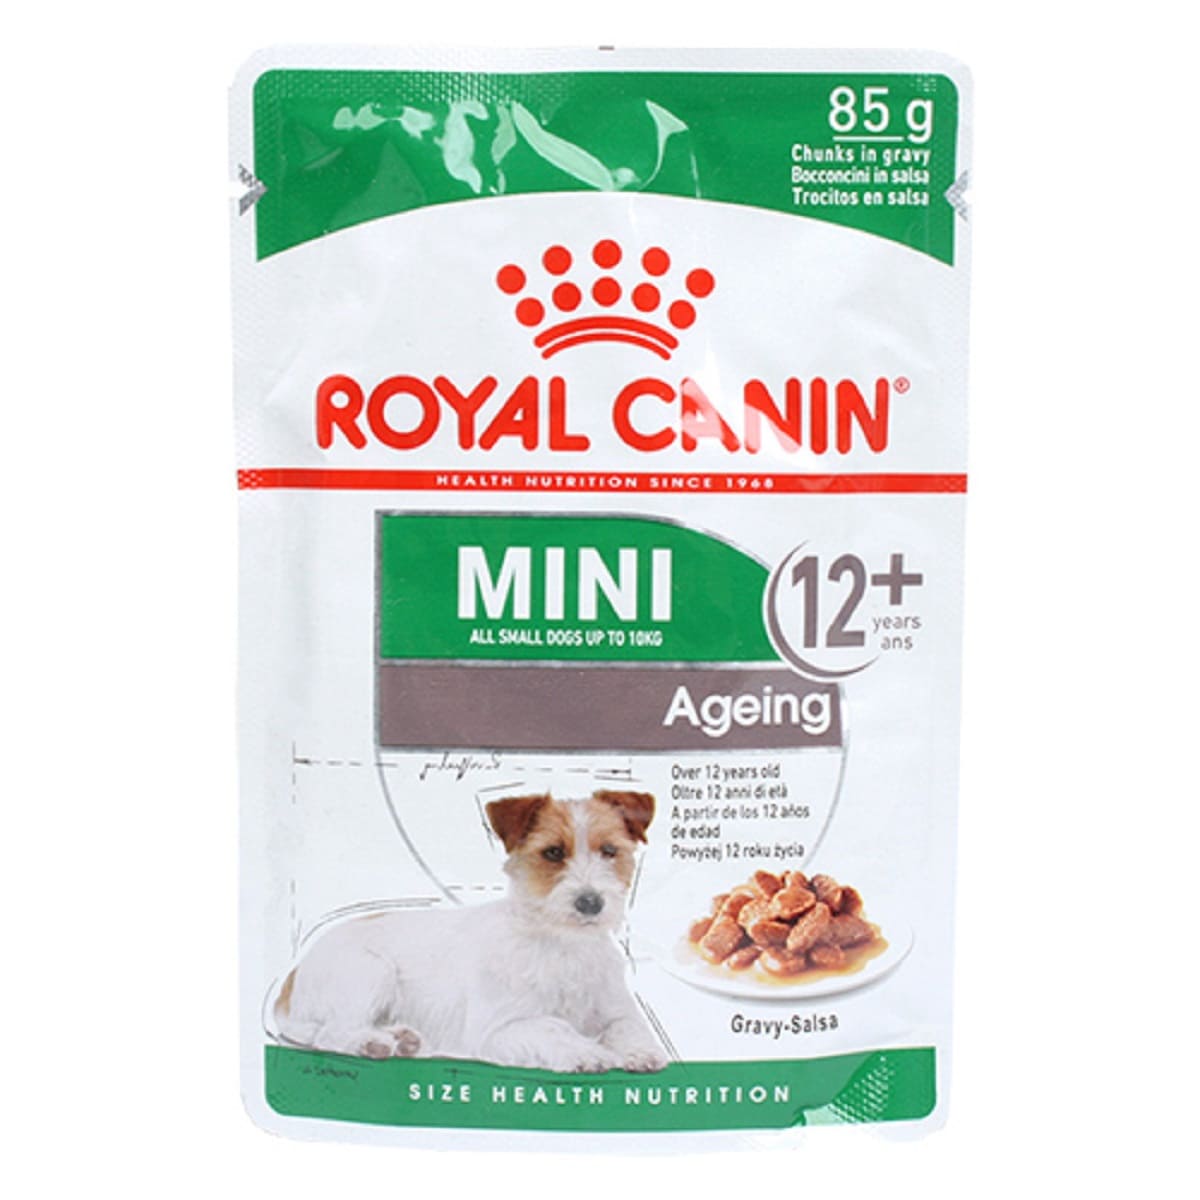 85 g
Chunks in gravy
Bocconcini in salsa
Trocitos en salsa
ROYAL CANIN®
HEALTH NUTRITION SINCE 1968
MINI
ALL SMALL DOGS UP TO 10KG
12+
years
ans
Ageing
Over 12 years old
Oltre 12 anni di età
A partir de los 12 años
de edad
Powyżej 12 roku życia
Gravy-Salsa
SIZE HEALTH NUTRITION